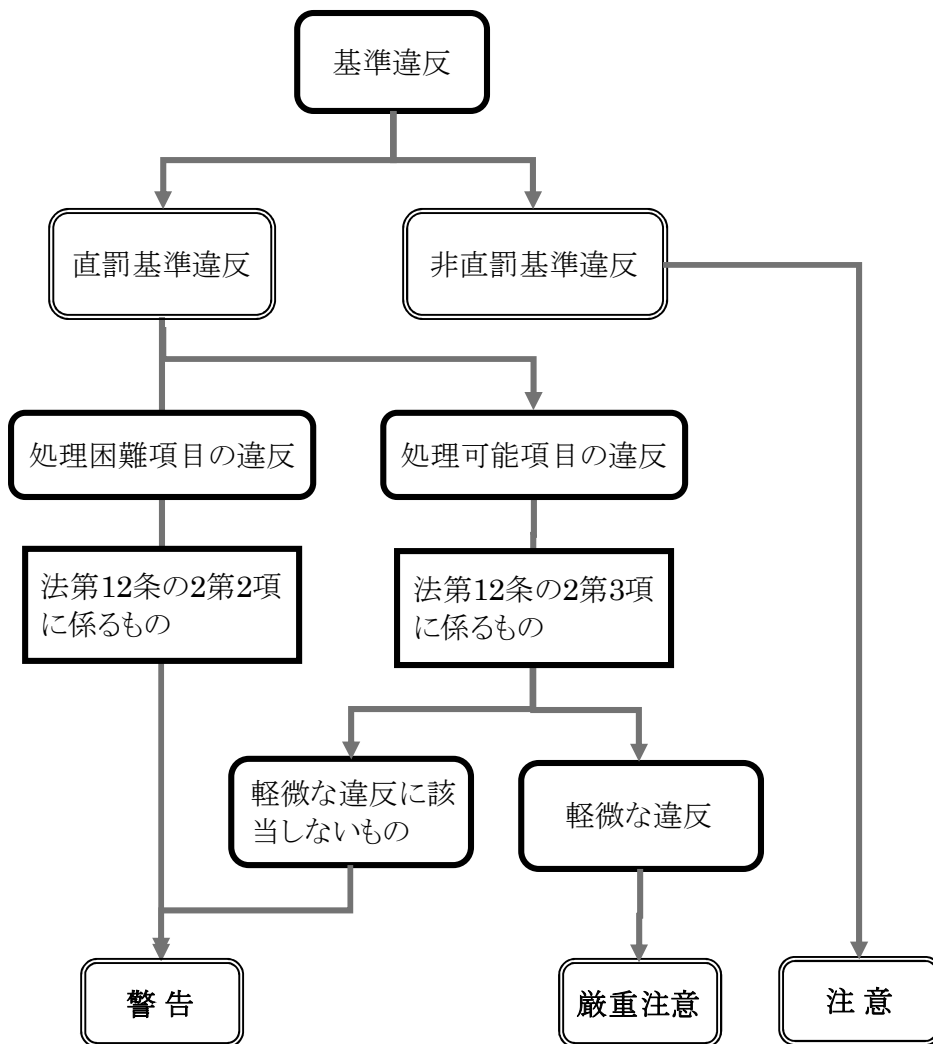 基準違反
直罰基準違反
非直罰基準違反
処理困難項目の違反
処理可能項目の違反
法第12条の2第2項
に係るもの
法第12条の2第3項
に係るもの
軽微な違反に該
当しないもの
軽微な違反
警告
厳重注意
注意